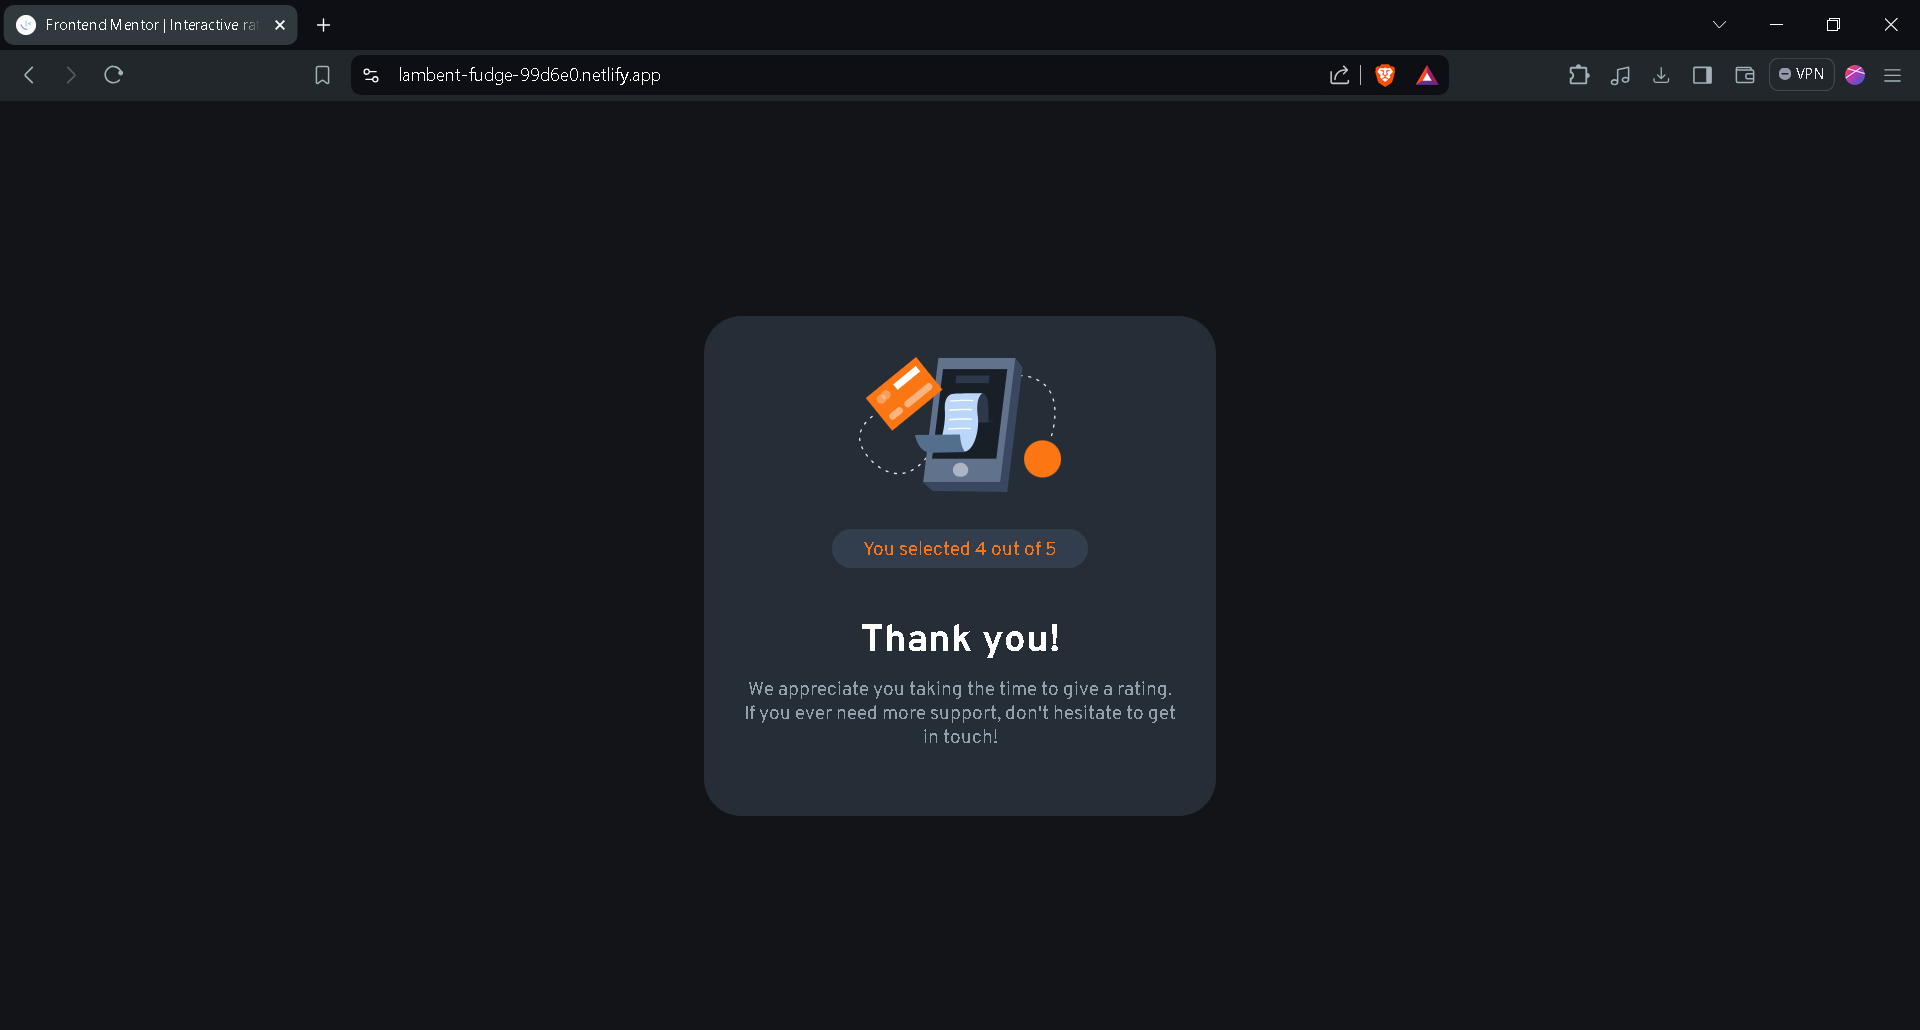 Frontend Mentor | Interactive ra
lambent-fudge-99d6e0.netlify.app
VPN
You selected 4 out of 5
Thank you!
We appreciate you taking the time to give a rating.
If you ever need more support, don't hesitate to get
in touch!